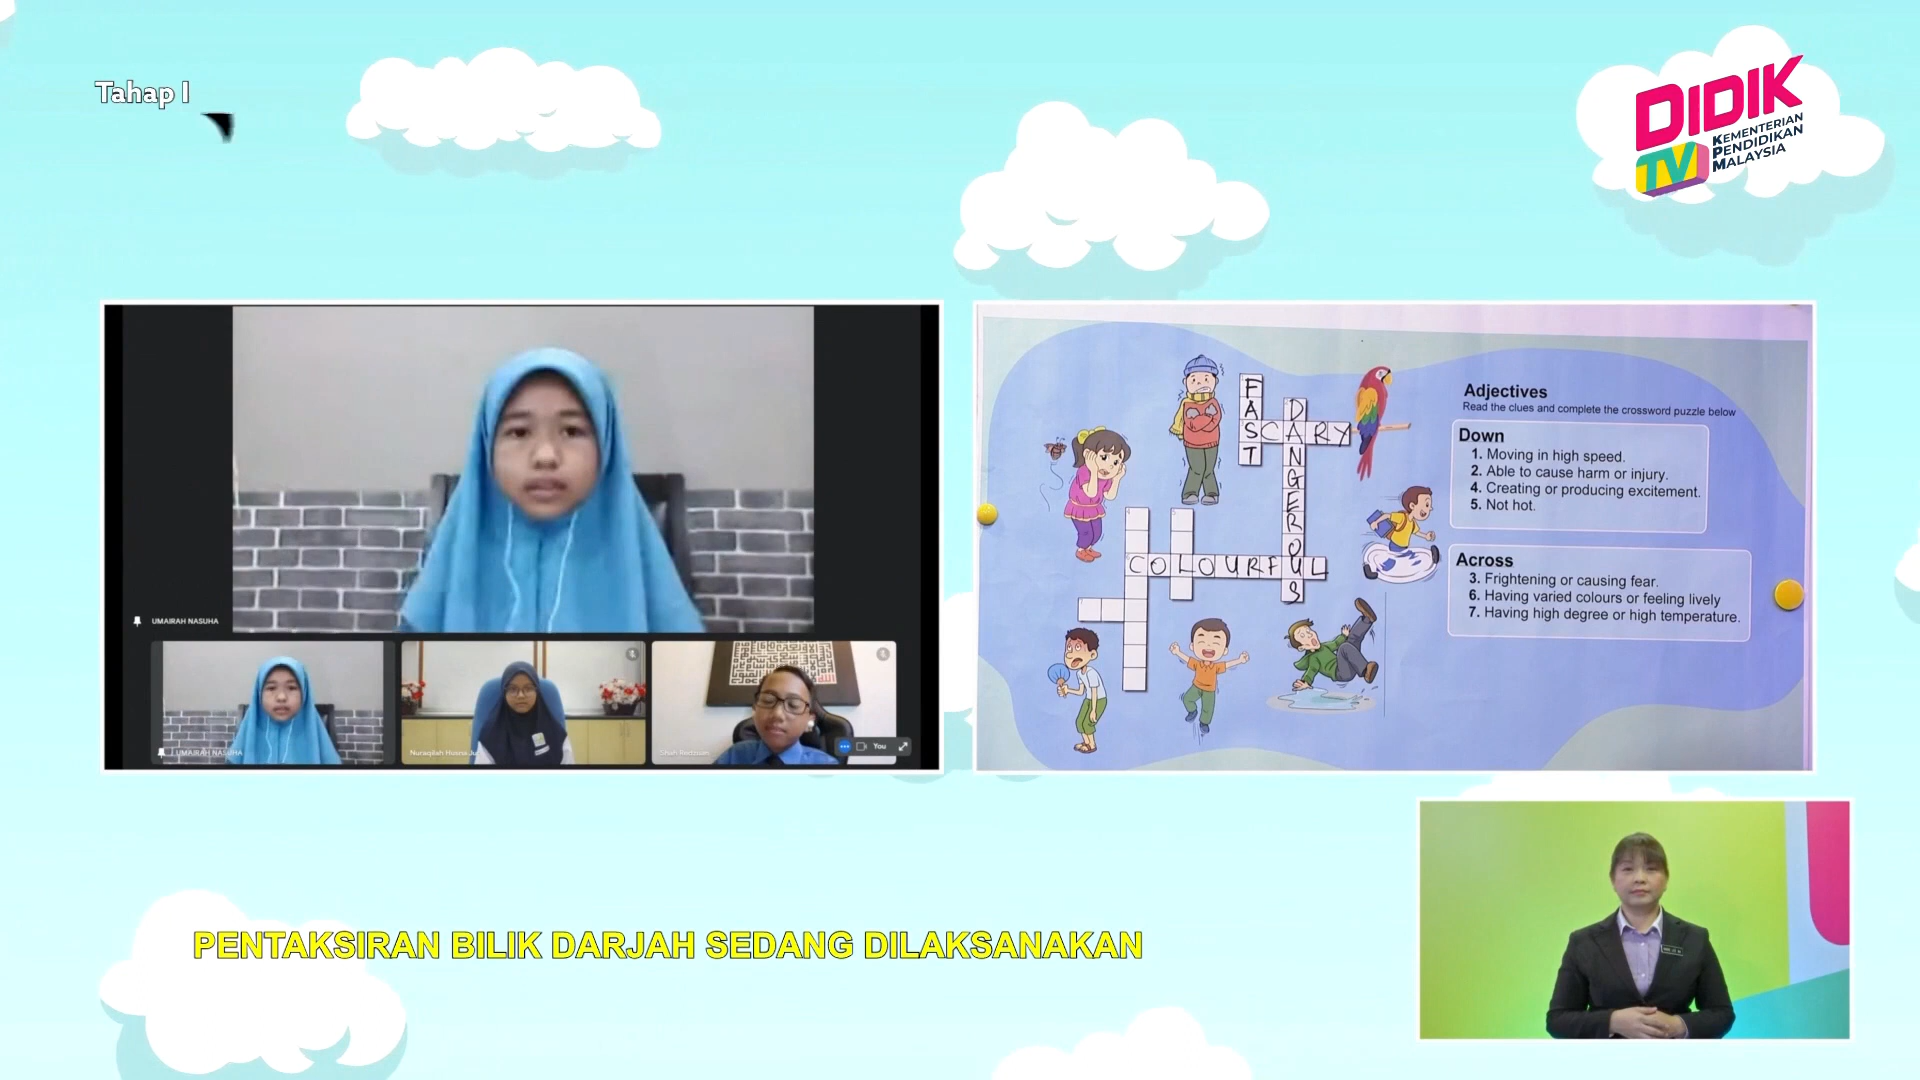 Tahap I
DIDIK
TV
KEMENTERIAN
PENDIDIKAN
MALAYSIA
UMAIRAH NASUHA
UMAIRAH NASUHA
You
FAST
SCARY
DANGEROUS
COLOURFUL
Adjectives
Read the clues and complete the crossword puzzle below
Down
1. Moving in high speed.
2. Able to cause harm or injury.
4. Creating or producing excitement.
5. Not hot.
Across
3. Frightening or causing fear.
6. Having varied colours or feeling lively
7. Having high degree or high temperature.
PENTAKSIRAN BILIK DARJAH SEDANG DILAKSANAKAN